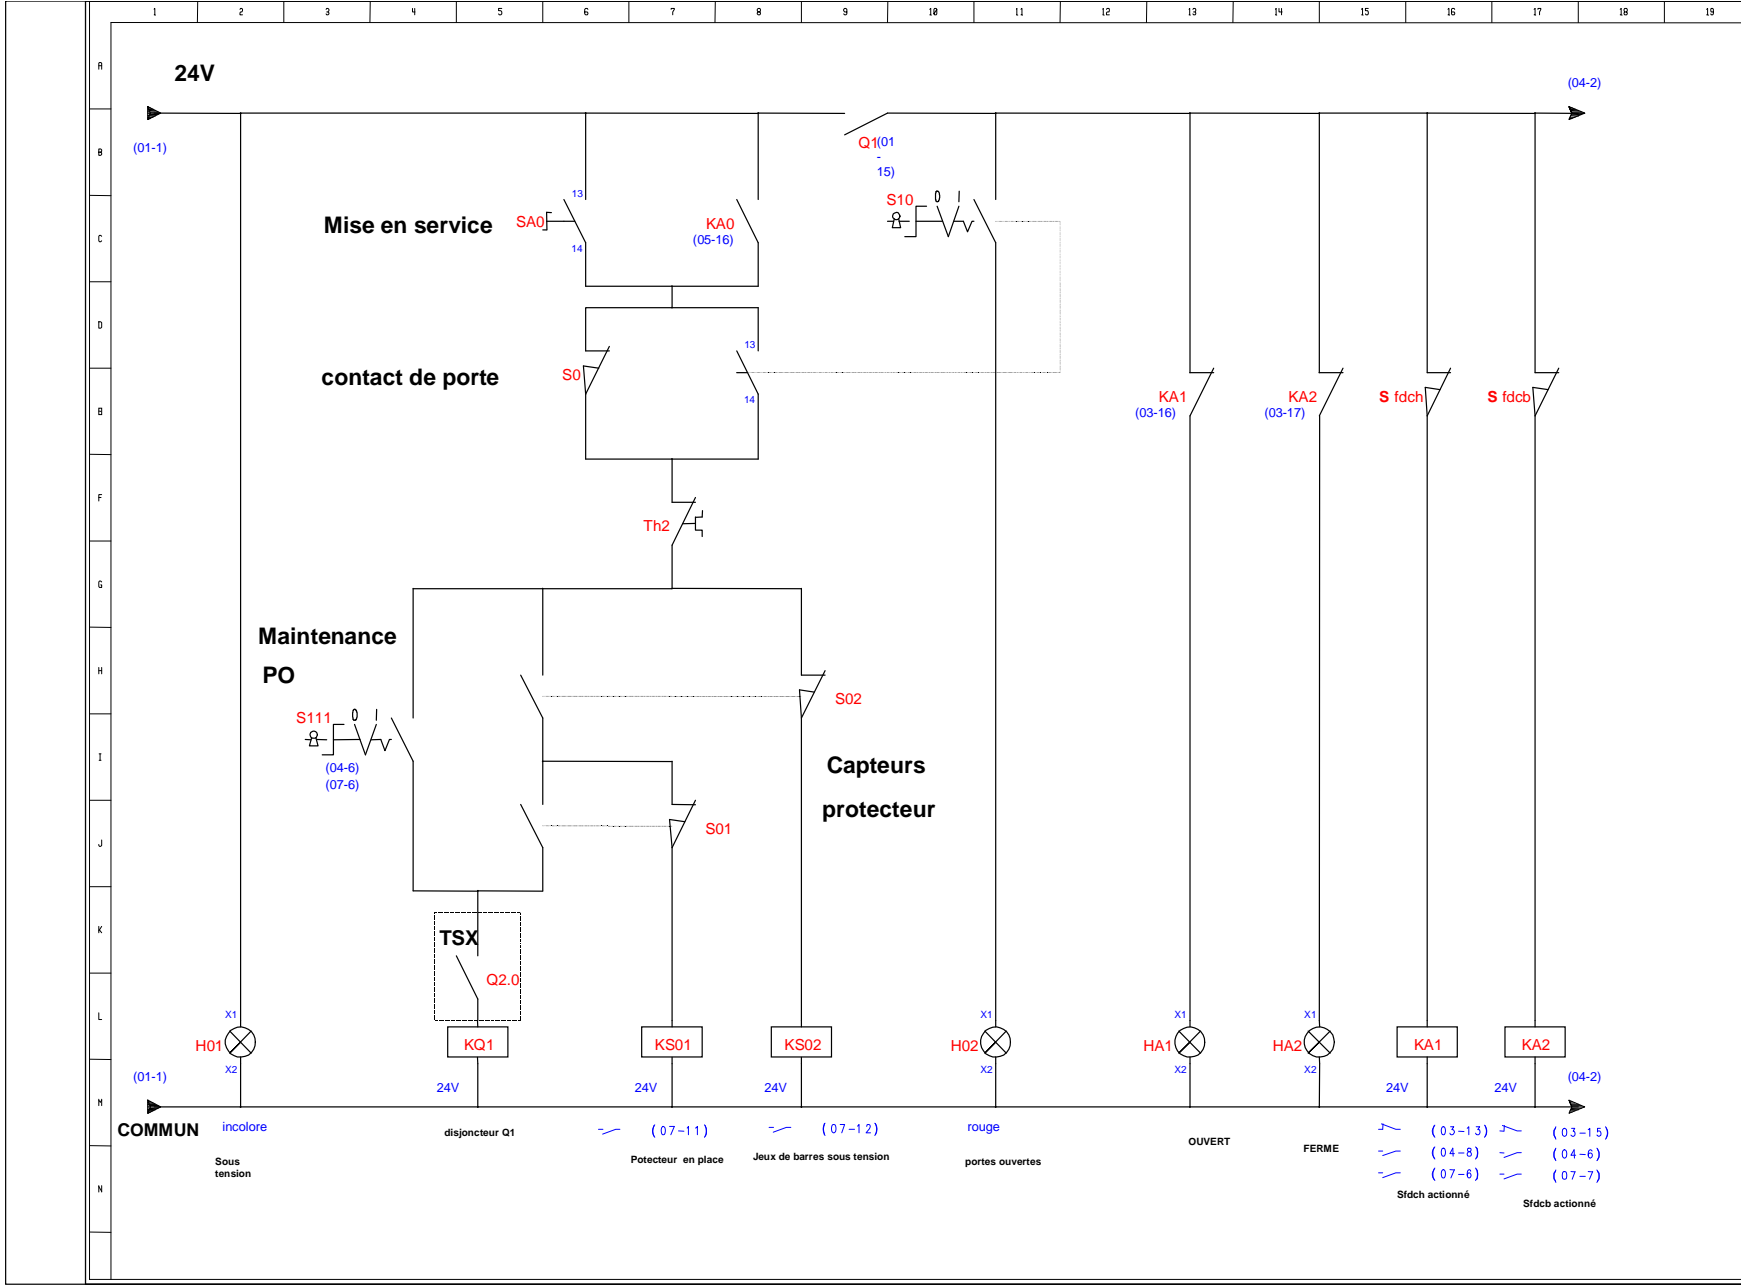 1 2 3 4 5 6 7 8 9 10 11 12 13 14 15 16 17 18 19
A
24V
(04-2)
B
(01-1)
Q1(01
-
15)
13
S10 0 1
Mise en service
SA0
KA0
C
(05-16)
14
D
13
contact de porte
S0
14
KA1
(03-16)
KA2
(03-17)
S fdch
S fdcb
E
F
Th2
G
Maintenance
PO
H
S02
S111 0 1
I
(04-6)
(07-6)
Capteurs
protecteur
J
S01
K
TSX
Q2.0
L
X1 X1 X1 X1
H01 KQ1 KS01 KS02 H02 HA1 HA2 KA1 KA2
X2 X2 X2 X2
(01-1) 24V 24V 24V 24V 24V (04-2)
M
COMMUN
incolore
disjoncteur Q1
(07-11)
(07-12)
rouge
OUVERT
FERME
(03-13)
(03-15)
Sous
tension
Potecteur en place
Jeux de barres sous tension
portes ouvertes
(04-8)
(04-6)
N
(07-6)
(07-7)
Sfdch actionné
Sfdcb actionné